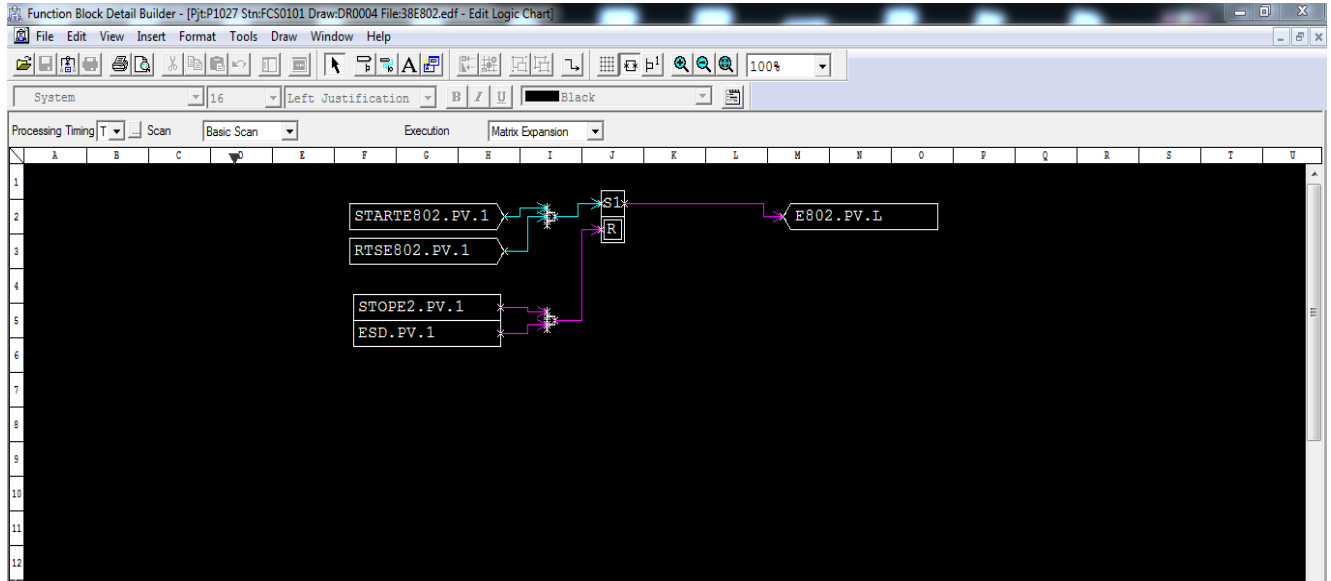 Function Block Detail Builder - [Pjt:P1027 Stn:FCS0101 Draw:DR0004 File:38E802.edf - Edit Logic Chart]
File Edit View Insert Format Tools Draw Window Help
100%
System 16 Left Justification B I U Black
Processing Timing T ... Scan Basic Scan Execution Matrix Expansion
A B C D E F G H I J K L M N O P Q R S T U
1
S1
2 STARTE802.PV.1 E802.PV.L
R
3 RTSE802.PV.1
4
STOPE2.PV.1
5
ESD.PV.1
6
7
8
9
10
11
12